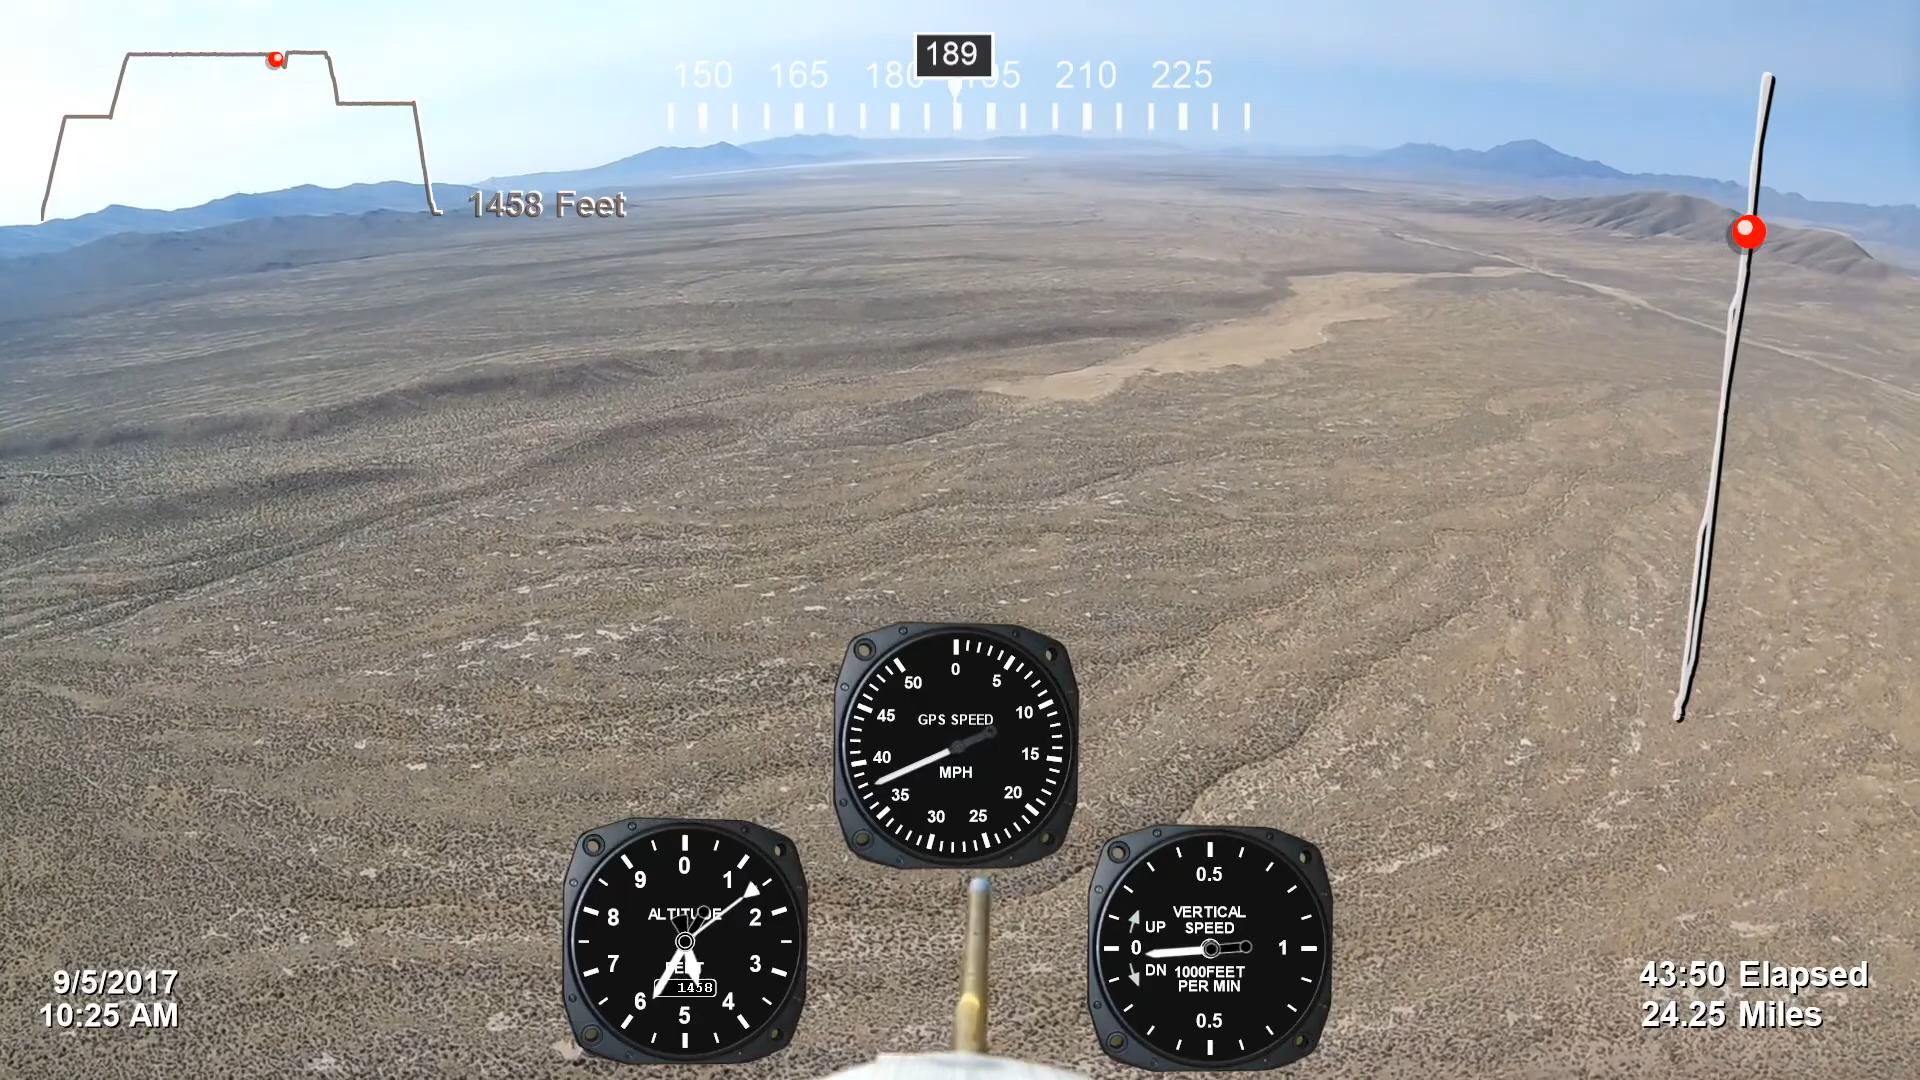 189
150 165 180 195 210 225
1458 Feet
0
5
10
15
20
25
30
35
40
45
50
GPS SPEED
MPH
0
1
2
3
4
5
6
7
8
9
ALTITUDE
FEET
1458
0.5
VERTICAL
SPEED
UP
0
1
DN
1000FEET
PER MIN
0.5
9/5/2017
10:25 AM
43:50 Elapsed
24.25 Miles